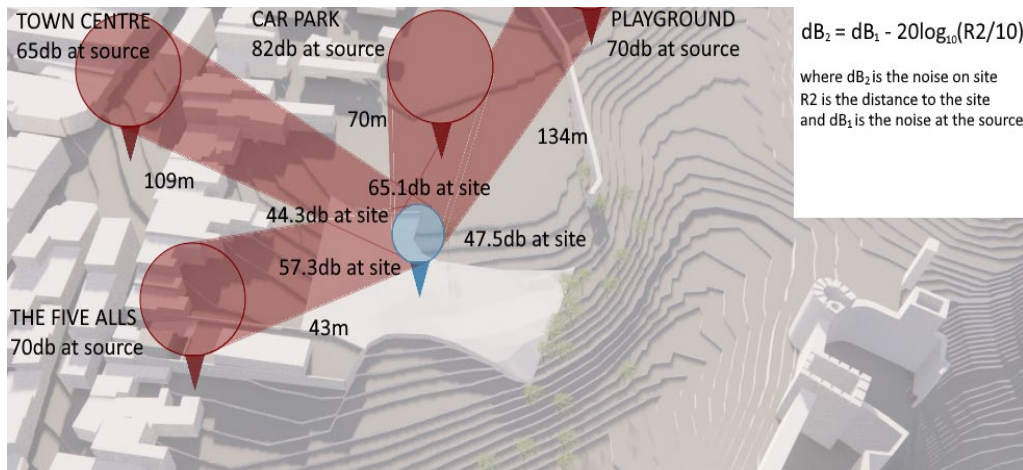 TOWN CENTRE
65db at source
CAR PARK
82db at source
PLAYGROUND
70db at source
dB₂ = dB₁ - 20log₁₀(R2/10)
where dB₂ is the noise on site
R2 is the distance to the site
and dB₁ is the noise at the source
70m
134m
109m
65.1db at site
44.3db at site
47.5db at site
57.3db at site
THE FIVE ALLS
70db at source
43m